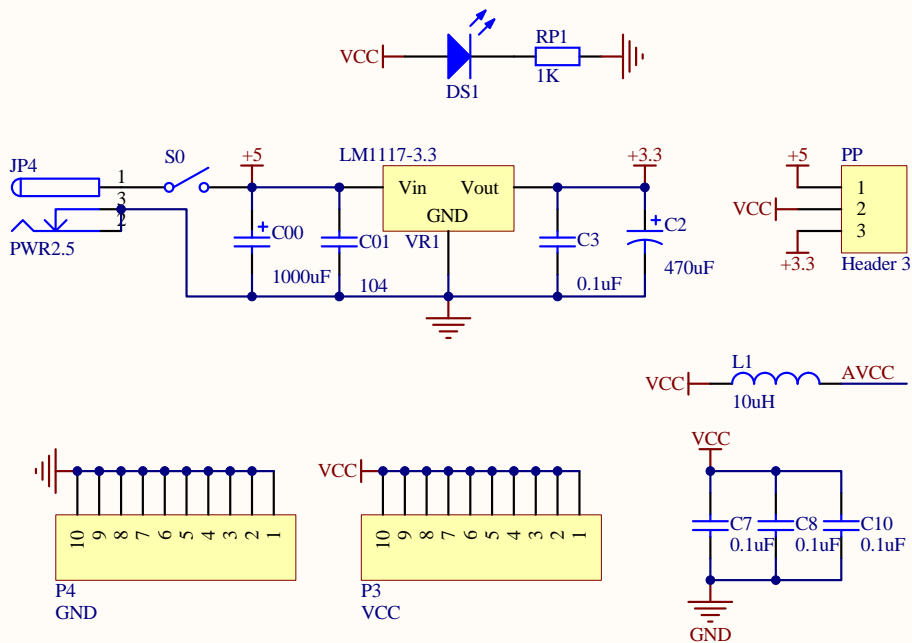 VCC
DS1
RP1
1K
JP4
1
3
2
PWR2.5
S0
+5
C00
1000uF
C01
104
LM1117-3.3
Vin
Vout
GND
VR1
C3
0.1uF
+3.3
C2
470uF
+5
VCC
+3.3
PP
1
2
3
Header 3
VCC
L1
10uH
AVCC
10 9 8 7 6 5 4 3 2 1
P4
GND
VCC
10 9 8 7 6 5 4 3 2 1
P3
VCC
VCC
C7
0.1uF
C8
0.1uF
C10
0.1uF
GND